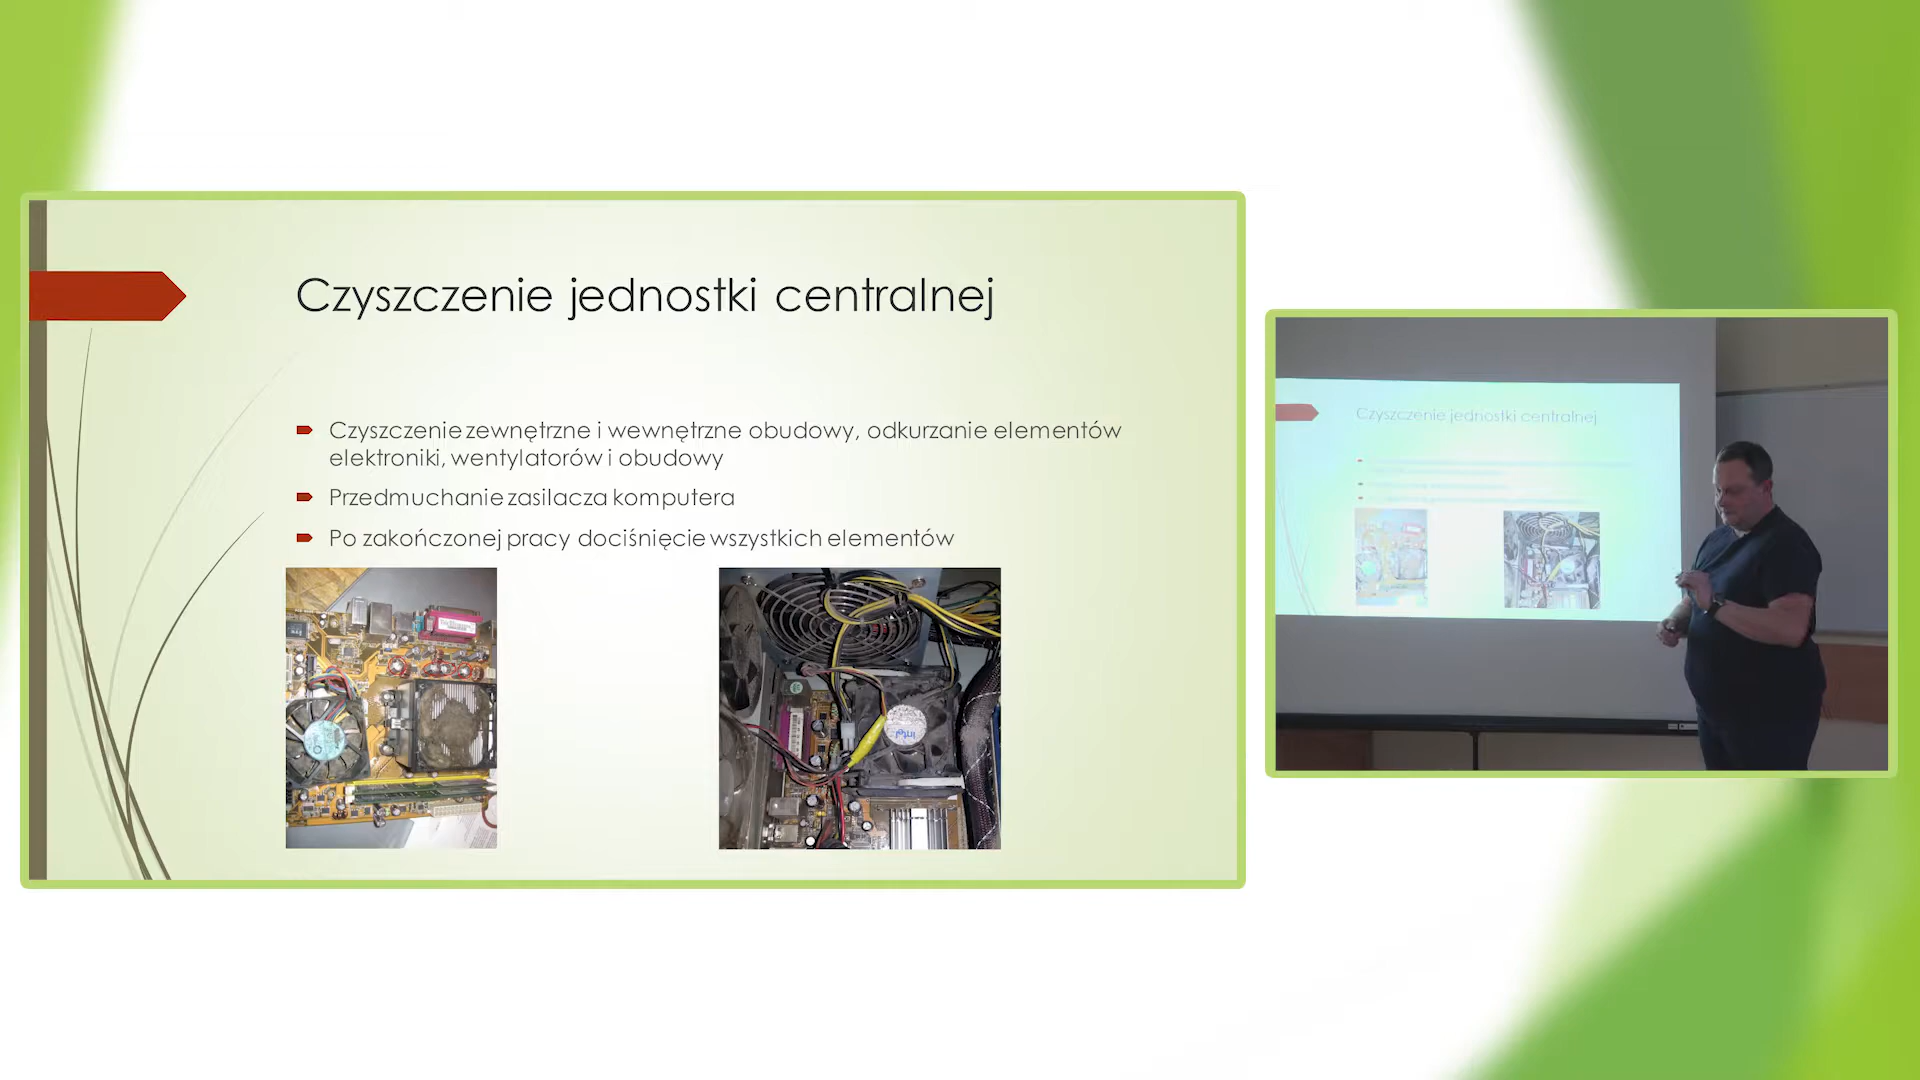 Czyszczenie jednostki centralnej
Czyszczenie zewnętrzne i wewnętrzne obudowy, odkurzanie elementów
elektroniki, wentylatorów i obudowy
Przedmuchanie zasilacza komputera
Po zakończonej pracy dociśnięcie wszystkich elementów
intel
Czyszczenie jednostki centralnej